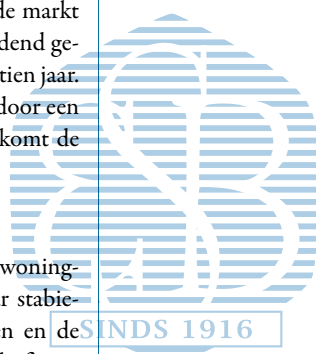 de markt
dend ge-
tien jaar.
door een
komt de
woning-
r stabie-
n en de
SINDS 1916